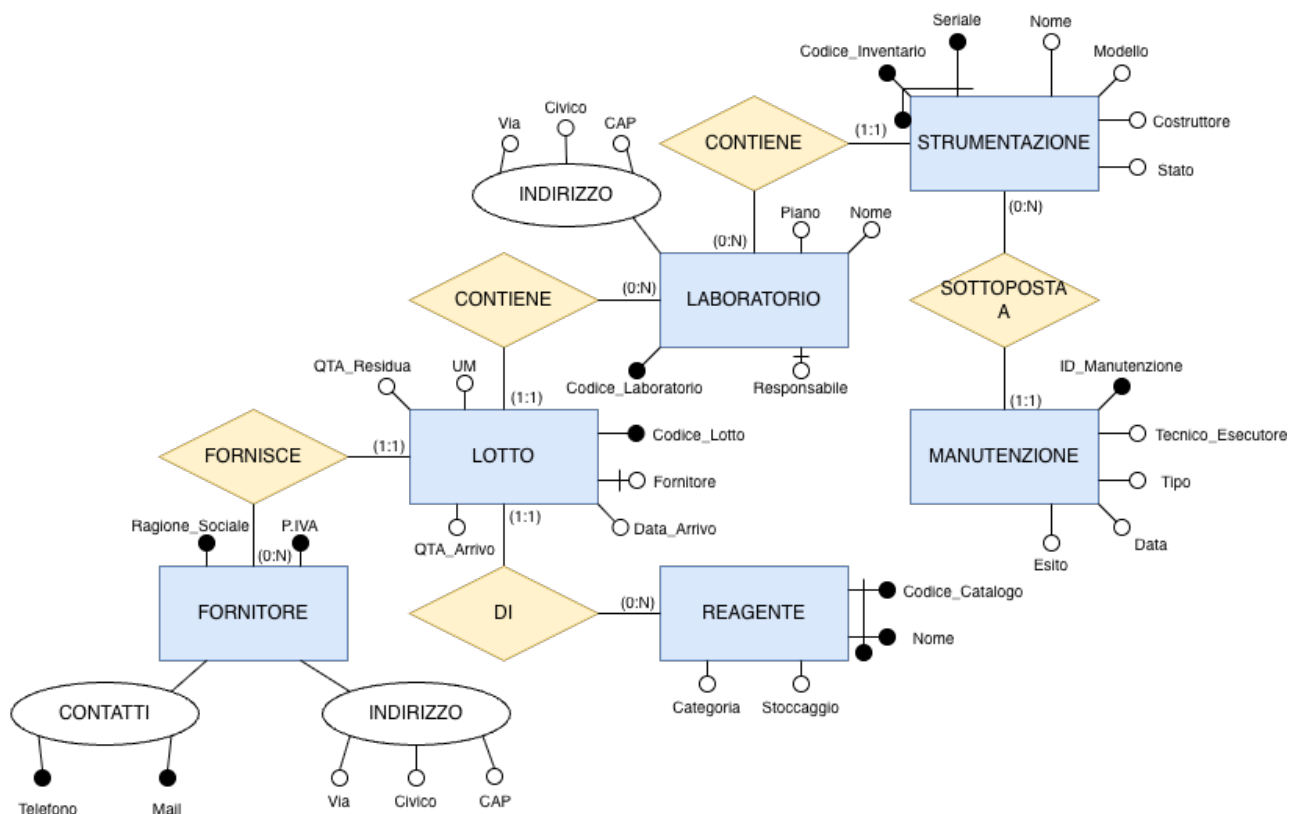 Seriale
Nome
Codice_Inventario
Modello
Civico
Via
CAP
CONTIENE
(1:1)
STRUMENTAZIONE
Costruttore
Stato
INDIRIZZO
(0:N)
Piano
Nome
(0:N)
CONTIENE
(0:N)
LABORATORIO
SOTTOPOSTA
A
QTA_Residua
UM
Codice_Laboratorio
Responsabile
ID_Manutenzione
(1:1)
(1:1)
FORNISCE
(1:1)
LOTTO
Codice_Lotto
Fornitore
Data_Arrivo
MANUTENZIONE
Tecnico_Esecutore
Tipo
Data
Esito
Ragione_Sociale
P.IVA
(0:N)
QTA_Arrivo
(1:1)
FORNITORE
DI
(0:N)
REAGENTE
Codice_Catalogo
Nome
Categoria
Stoccaggio
CONTATTI
INDIRIZZO
Telefono
Mail
Via
Civico
CAP